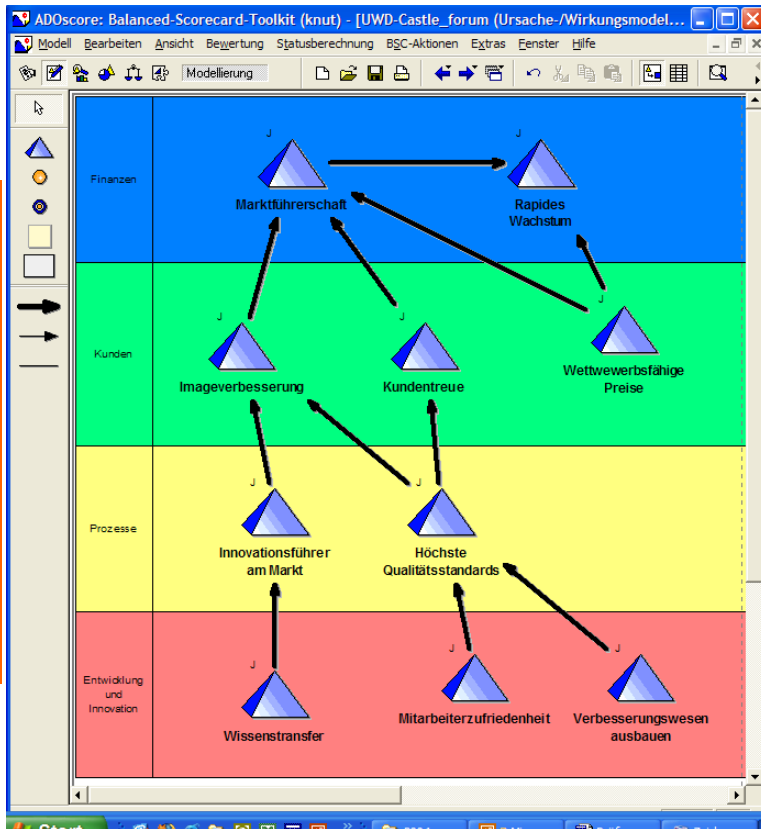 ADOscore: Balanced-Scorecard-Toolkit (knut) - [UWD-Castle_forum (Ursache-/Wirkungsmodel...
Modell Bearbeiten Ansicht Bewertung Statusberechnung BSC-Aktionen Extras Fenster Hilfe
Modellierung
Finanzen
J
J
Marktführerschaft
Rapides
Wachstum
Kunden
J
J
J
Imageverbesserung
Kundentreue
Wettwewerbsfähige
Preise
Prozesse
J
J
Innovationsführer
am Markt
Höchste
Qualitätsstandards
Entwicklung
und
Innovation
J
J
J
Wissenstransfer
Mitarbeiterzufriedenheit
Verbesserungswesen
ausbauen